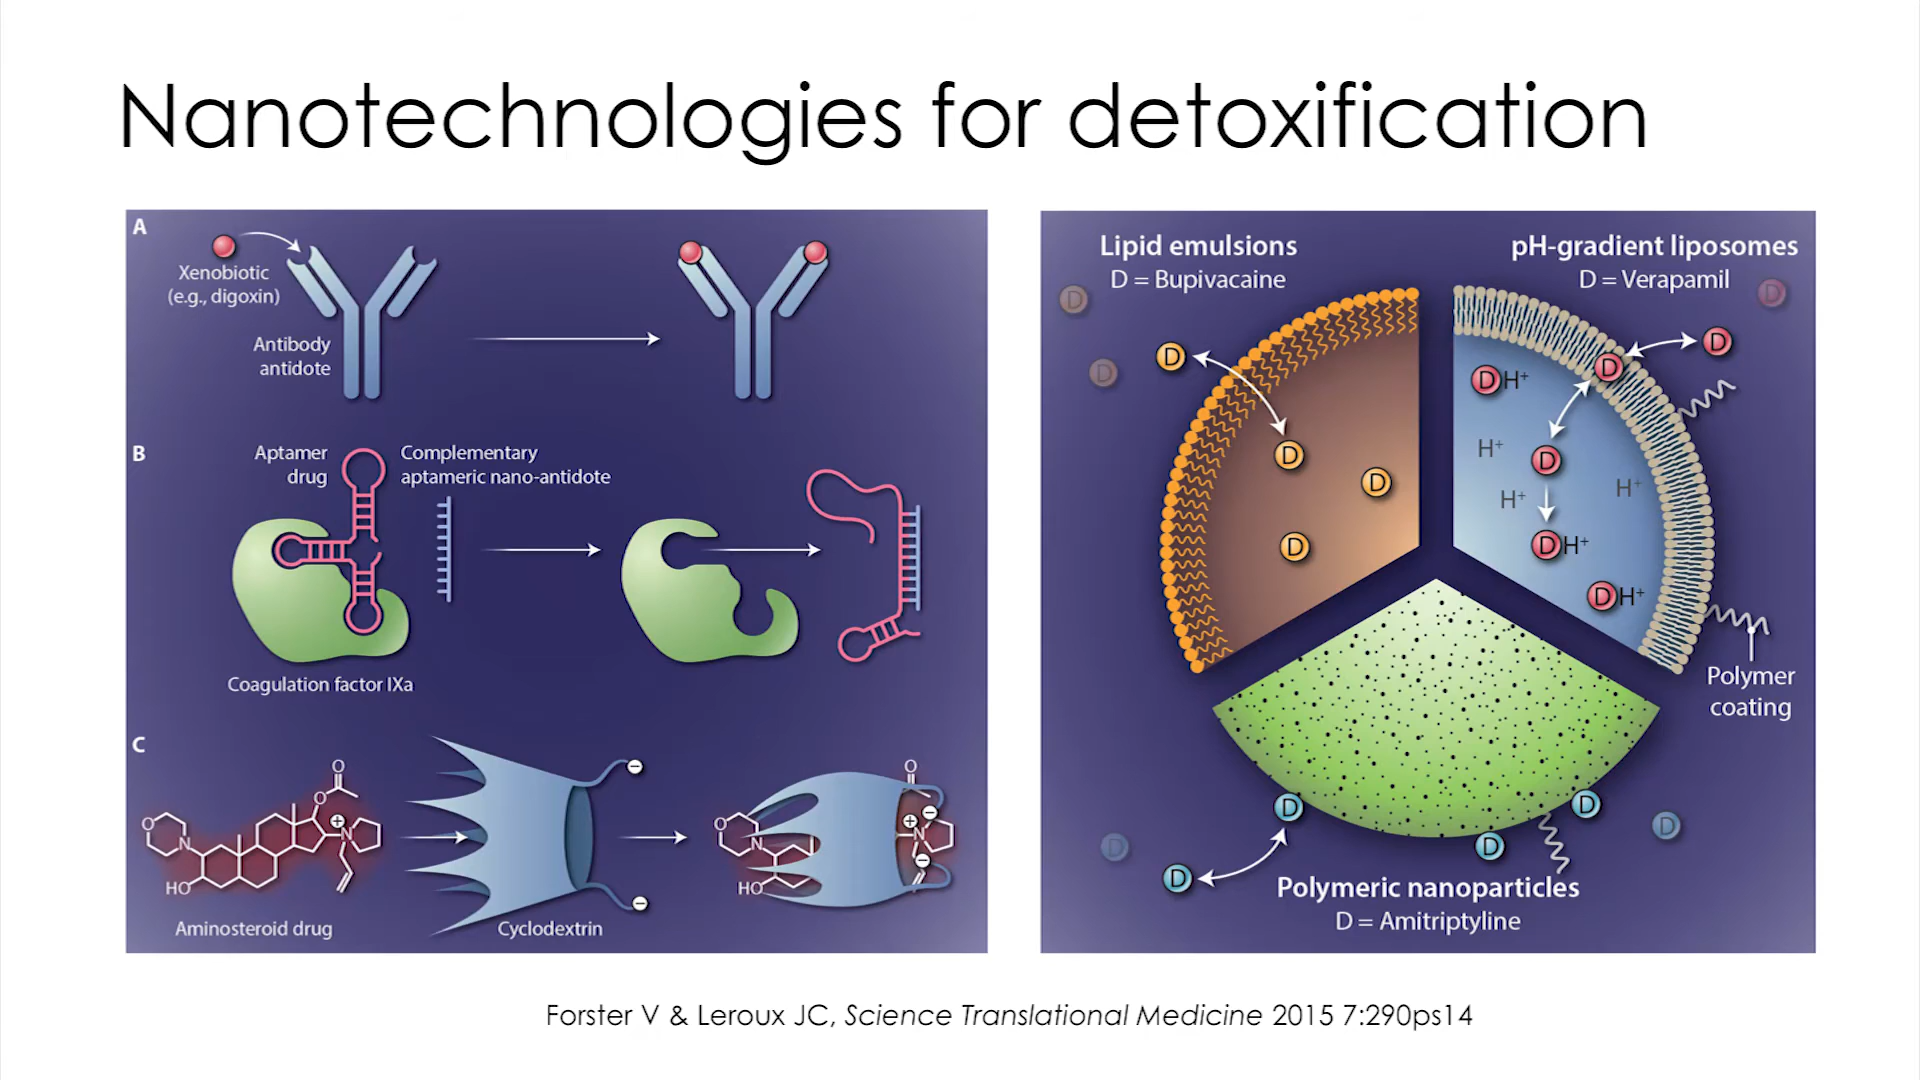 Nanotechnologies for detoxification
A
Xenobiotic
(e.g., digoxin)
Antibody
antidote
B
Aptamer
drug
Complementary
aptameric nano-antidote
Coagulation factor IXa
C
O
O
O
N
+
N
HO
−
−
Aminosteroid drug
Cyclodextrin
O
O
N
+
−
N
−
HO
Lipid emulsions
D = Bupivacaine
pH-gradient liposomes
D = Verapamil
D
D
D
D
D
D
D
D
D
DH⁺
H⁺
D
H⁺
H⁺
DH⁺
DH⁺
Polymer
coating
D
D
D
D
D
D
Polymeric nanoparticles
D = Amitriptyline
Forster V & Leroux JC, Science Translational Medicine 2015 7:290ps14